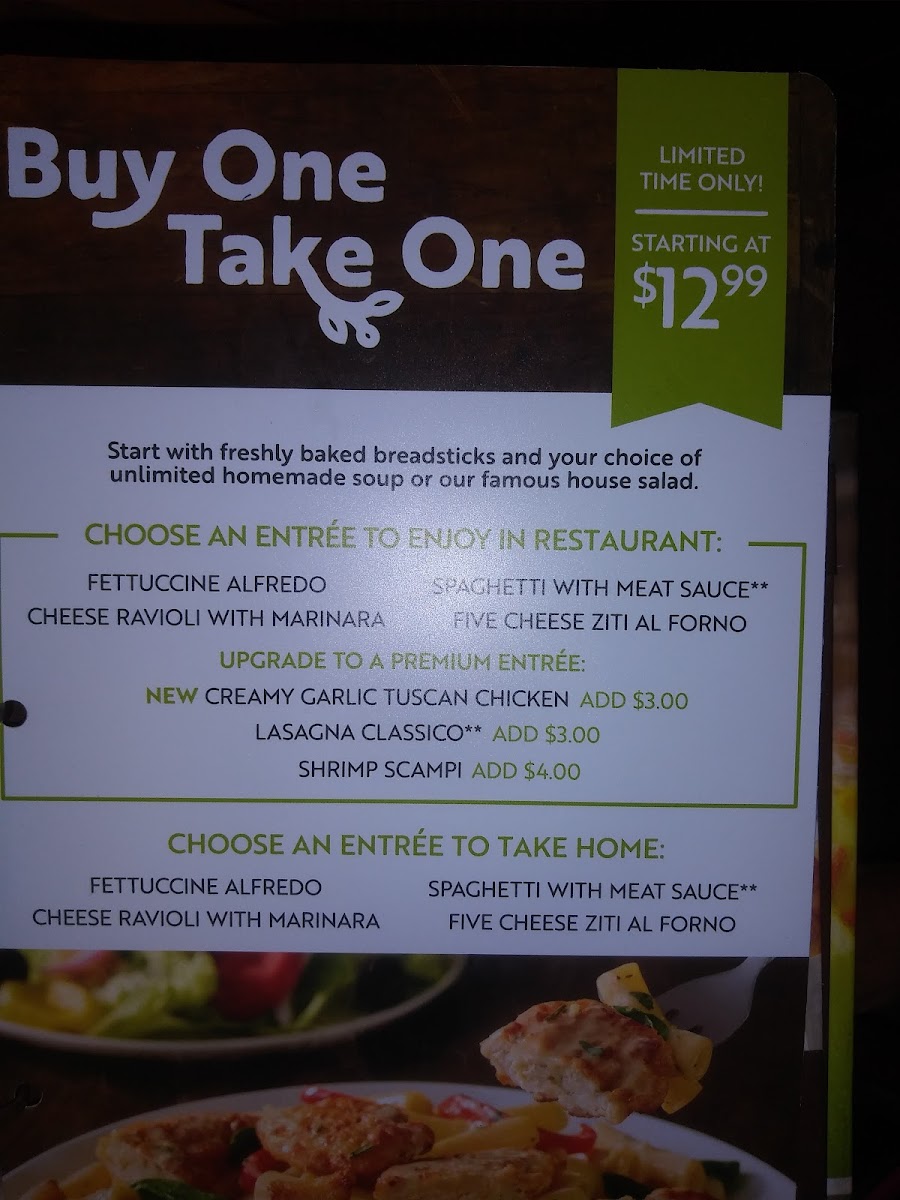 Buy One
Take One
LIMITED
TIME ONLY!
STARTING AT
$12⁹⁹
Start with freshly baked breadsticks and your choice of
unlimited homemade soup or our famous house salad.
CHOOSE AN ENTRÉE TO ENJOY IN RESTAURANT:
FETTUCCINE ALFREDO SPAGHETTI WITH MEAT SAUCE**
CHEESE RAVIOLI WITH MARINARA FIVE CHEESE ZITI AL FORNO
UPGRADE TO A PREMIUM ENTRÉE:
NEW CREAMY GARLIC TUSCAN CHICKEN ADD $3.00
LASAGNA CLASSICO** ADD $3.00
SHRIMP SCAMPI ADD $4.00
CHOOSE AN ENTRÉE TO TAKE HOME:
FETTUCCINE ALFREDO SPAGHETTI WITH MEAT SAUCE**
CHEESE RAVIOLI WITH MARINARA FIVE CHEESE ZITI AL FORNO